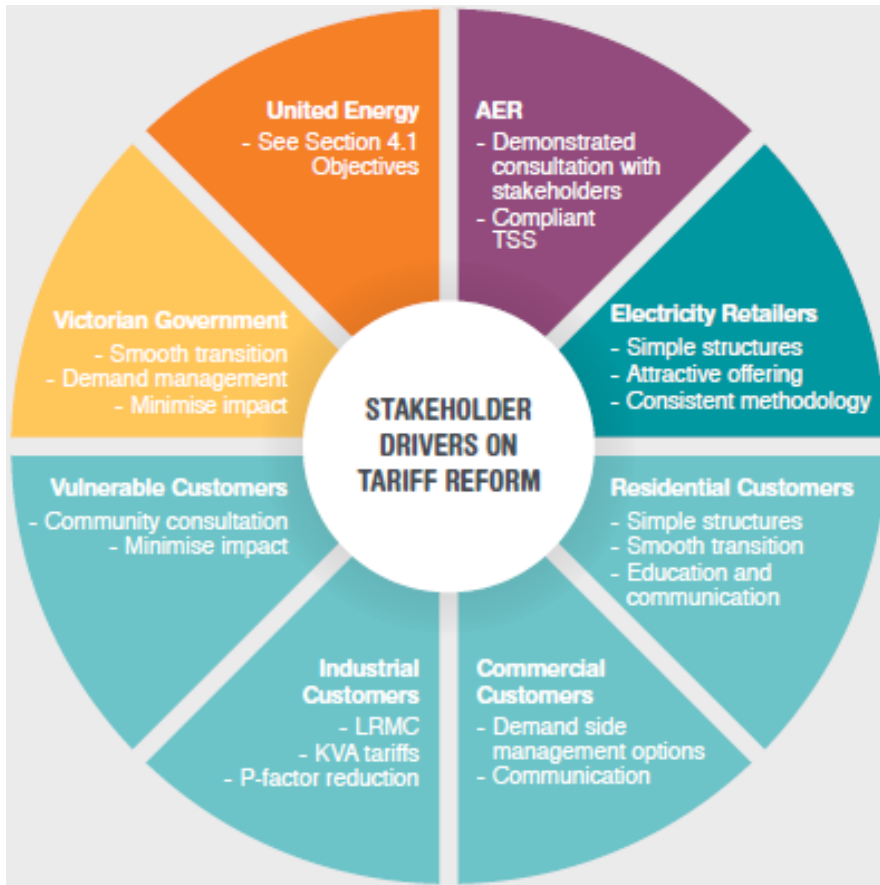 United Energy
- See Section 4.1
Objectives
AER
- Demonstrated
consultation with
stakeholders
- Compliant
TSS
Electricity Retailers
- Simple structures
- Attractive offering
- Consistent methodology
Residential Customers
- Simple structures
- Smooth transition
- Education and
communication
Commercial
Customers
- Demand side
management options
- Communication
Industrial
Customers
- LRMC
- KVA tariffs
- P-factor reduction
Vulnerable Customers
- Community consultation
- Minimise impact
Victorian Government
- Smooth transition
- Demand management
- Minimise impact
STAKEHOLDER
DRIVERS ON
TARIFF REFORM